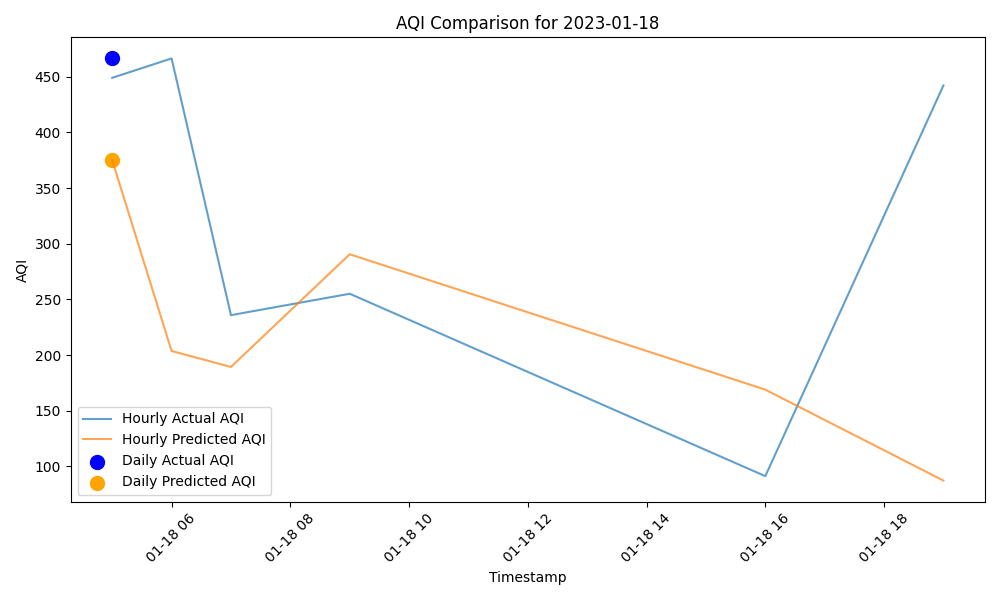 AQI Comparison for 2023-01-18
AQI
450
400
350
300
250
200
150
100
Hourly Actual AQI
Hourly Predicted AQI
Daily Actual AQI
Daily Predicted AQI
01-18 06
01-18 08
01-18 10
01-18 12
01-18 14
01-18 16
01-18 18
Timestamp